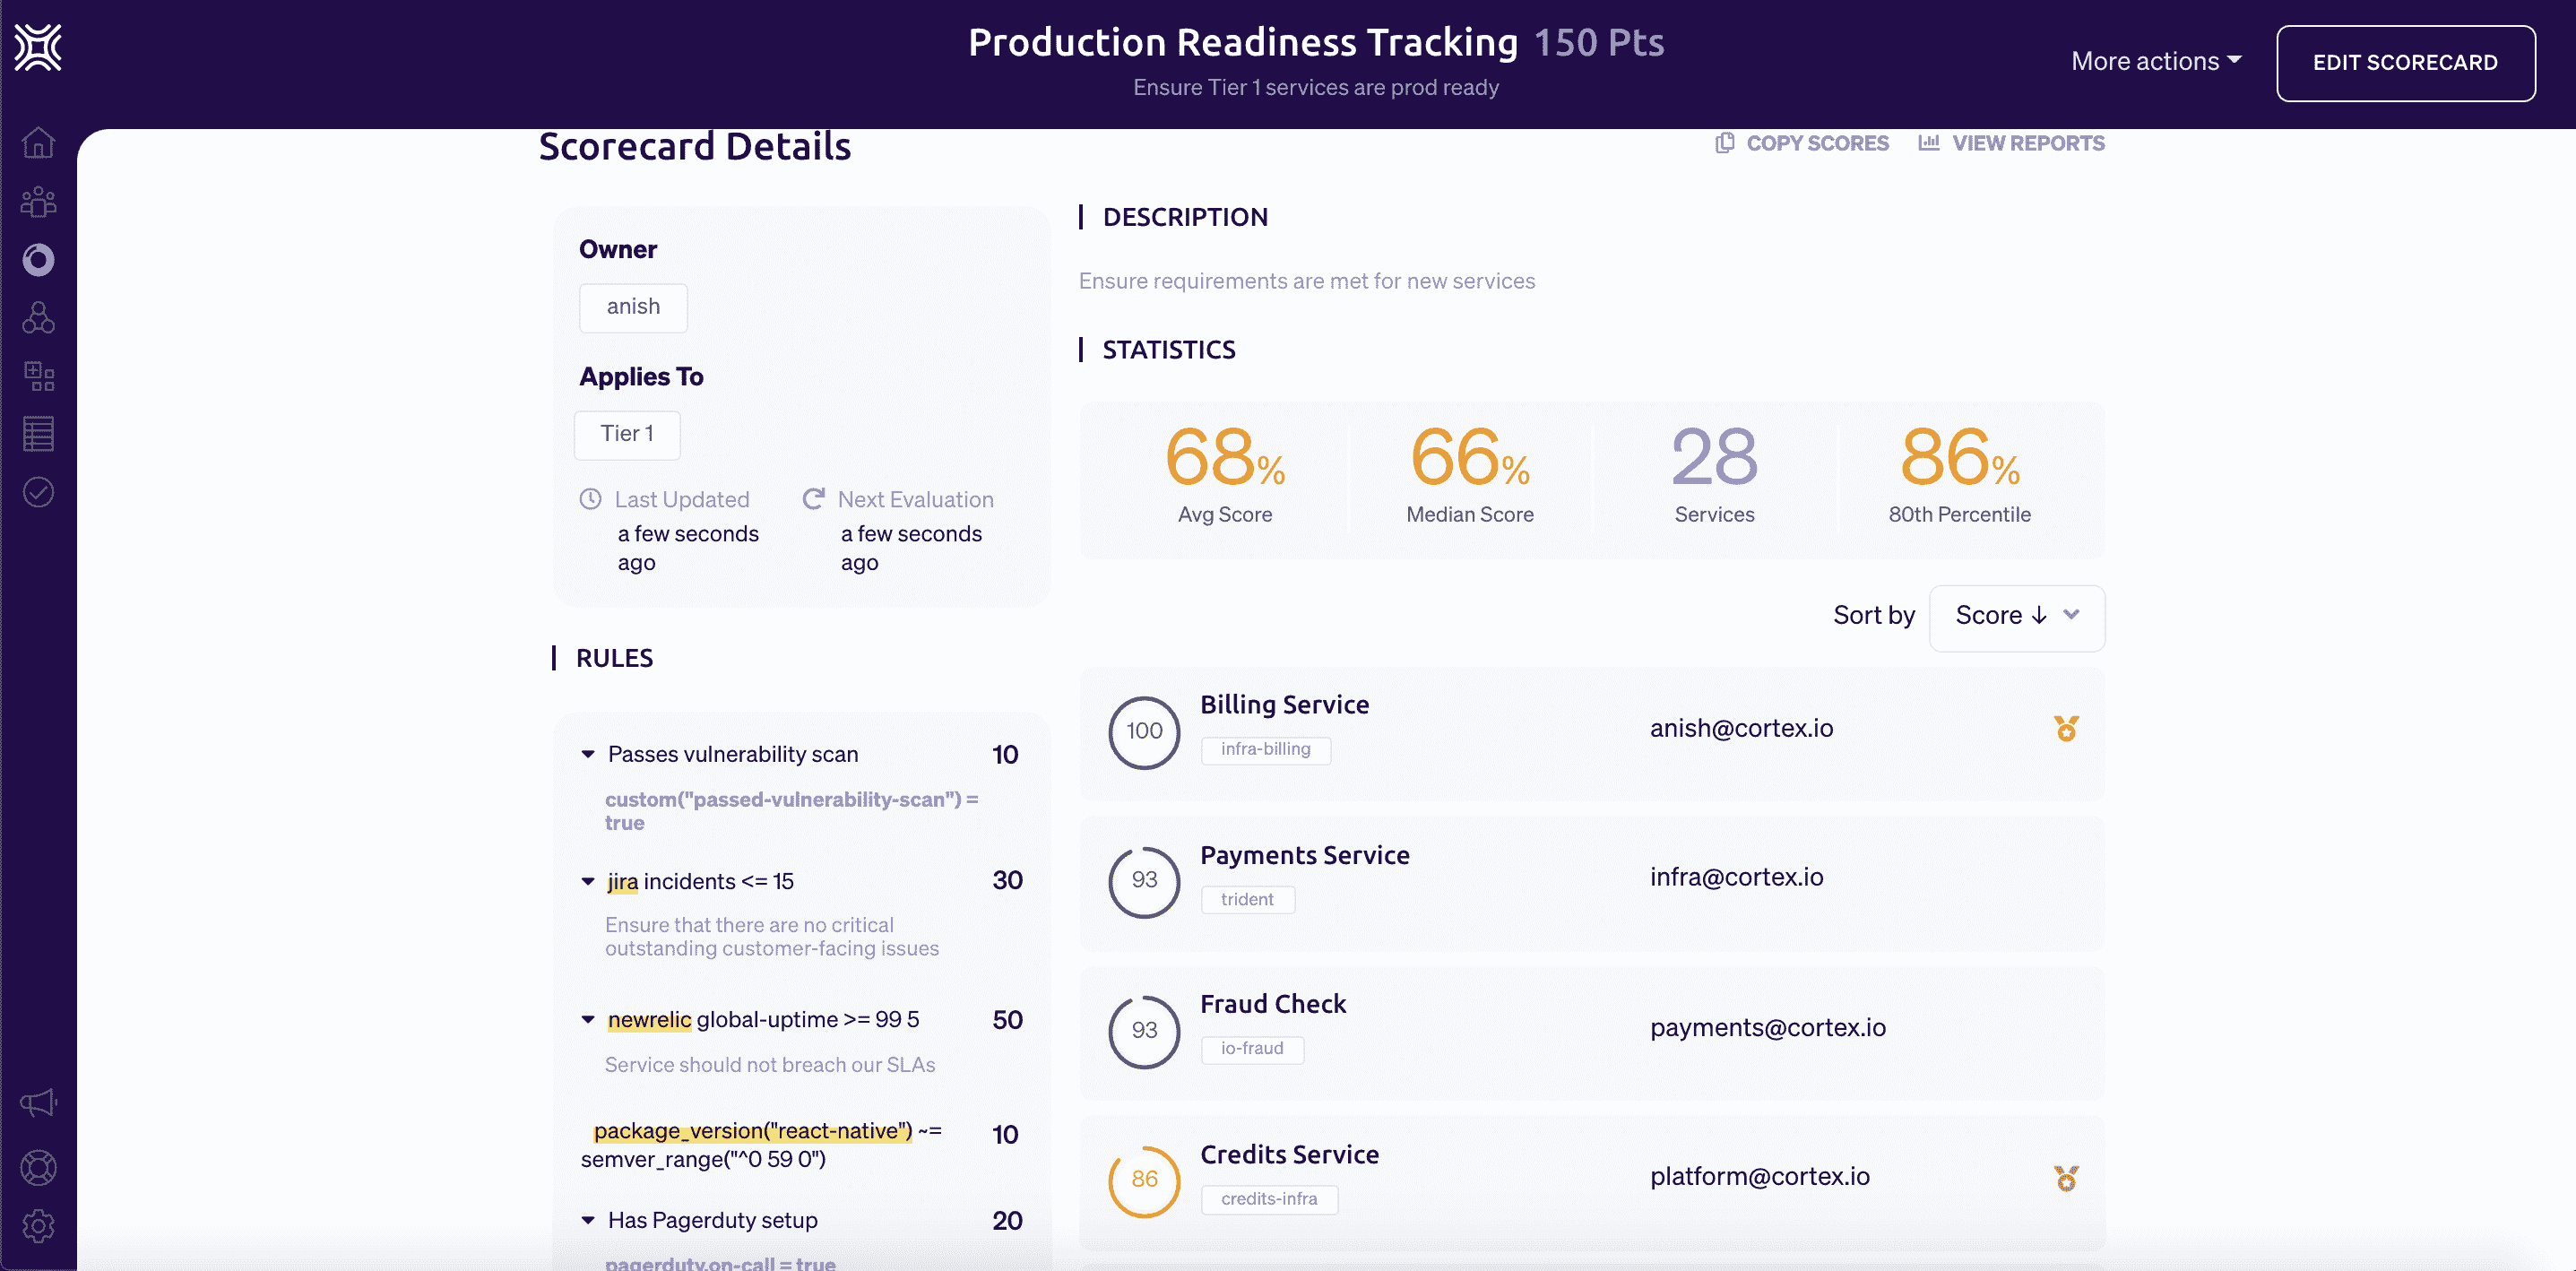 Production Readiness Tracking 150 Pts
Ensure Tier 1 services are prod ready
More actions
EDIT SCORECARD
Scorecard Details
COPY SCORES
VIEW REPORTS
Owner
anish
Applies To
Tier 1
Last Updated
a few seconds
ago
Next Evaluation
a few seconds
ago
RULES
Passes vulnerability scan 10
custom("passed-vulnerability-scan") =
true
jira incidents <= 15 30
Ensure that there are no critical
outstanding customer-facing issues
newrelic global-uptime >= 99 5 50
Service should not breach our SLAs
package_version("react-native") ~= 10
semver_range("^0 59 0")
Has Pagerduty setup 20
pagerduty.on-call = true
DESCRIPTION
Ensure requirements are met for new services
STATISTICS
68%
Avg Score
66%
Median Score
28
Services
86%
80th Percentile
Sort by Score ↓
100
Billing Service
infra-billing
anish@cortex.io
93
Payments Service
trident
infra@cortex.io
93
Fraud Check
io-fraud
payments@cortex.io
86
Credits Service
credits-infra
platform@cortex.io